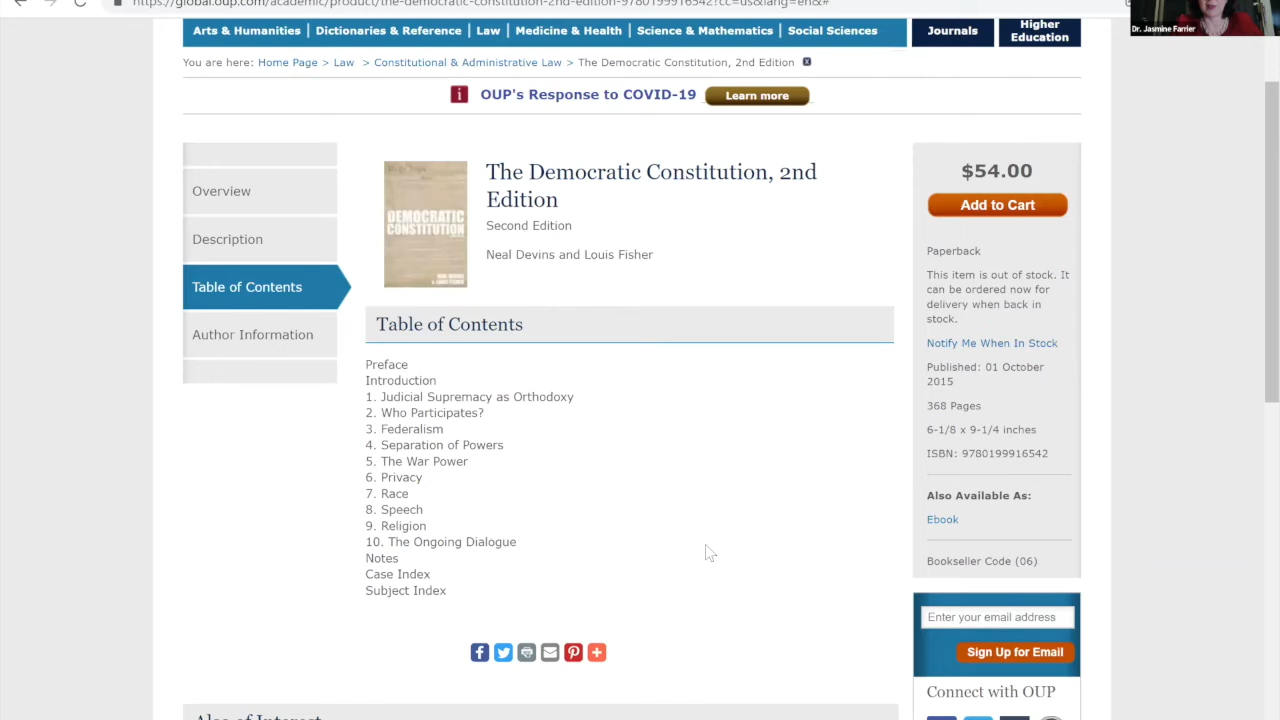 https://global.oup.com/academic/product/the-democratic-constitution-2nd-edition-9780199916542?cc=us&lang=en&#
Dr. Jasmine Farrier
Arts & Humanities | Dictionaries & Reference | Law | Medicine & Health | Science & Mathematics | Social Sciences
Journals
Higher
Education
You are here: Home Page > Law > Constitutional & Administrative Law > The Democratic Constitution, 2nd Edition
i OUP's Response to COVID-19 Learn more
Overview
Description
Table of Contents
Author Information
DEMOCRATIC
CONSTITUTION
The Democratic Constitution, 2nd
Edition
Second Edition
Neal Devins and Louis Fisher
Table of Contents
Preface
Introduction
1. Judicial Supremacy as Orthodoxy
2. Who Participates?
3. Federalism
4. Separation of Powers
5. The War Power
6. Privacy
7. Race
8. Speech
9. Religion
10. The Ongoing Dialogue
Notes
Case Index
Subject Index
Also of Interest
$54.00
Add to Cart
Paperback
This item is out of stock. It
can be ordered now for
delivery when back in
stock.
Notify Me When In Stock
Published: 01 October
2015
368 Pages
6-1/8 x 9-1/4 inches
ISBN: 9780199916542
Also Available As:
Ebook
Bookseller Code (06)
Enter your email address
Sign Up for Email
Connect with OUP